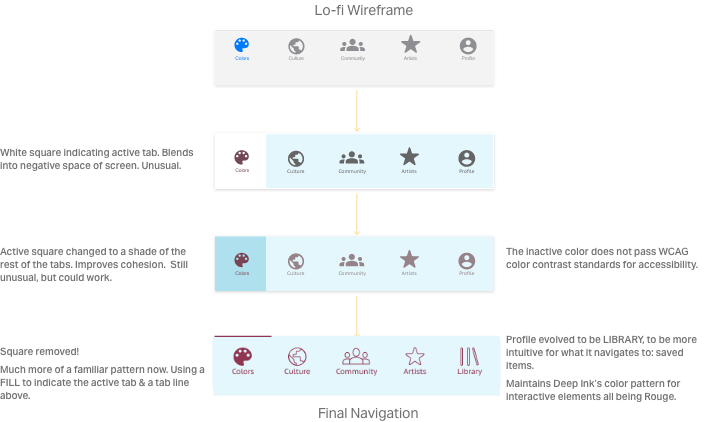 Lo-fi Wireframe
Colors Culture Community Artists Profile
White square indicating active tab. Blends
into negative space of screen. Unusual.
Colors Culture Community Artists Profile
Active square changed to a shade of the
rest of the tabs. Improves cohesion. Still
unusual, but could work.
Colors Culture Community Artists Profile
The inactive color does not pass WCAG
color contrast standards for accessibility.
Square removed!
Much more of a familiar pattern now. Using a
FILL to indicate the active tab & a tab line
above.
Colors Culture Community Artists Library
Profile evolved to be LIBRARY, to be more
intuitive for what it navigates to: saved
items.
Maintains Deep Ink's color pattern for
interactive elements all being Rouge.
Final Navigation